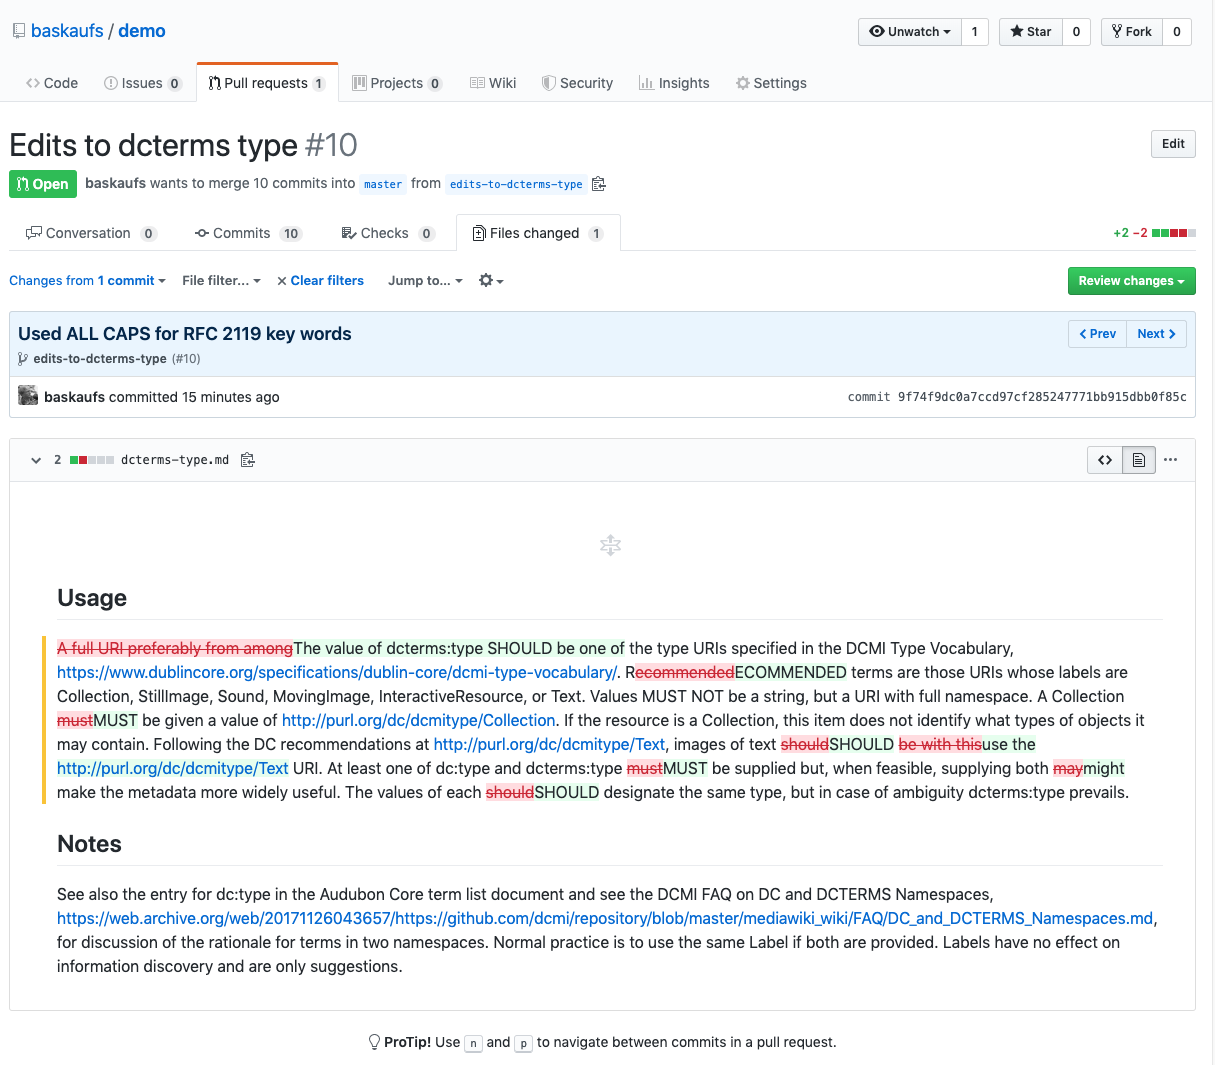 baskaufs / demo
Unwatch 1 Star 0 Fork 0
Code Issues 0 Pull requests 1 Projects 0 Wiki Security Insights Settings
Edits to dcterms type #10
Edit
Open baskaufs wants to merge 10 commits into master from edits-to-dcterms-type
Conversation 0 Commits 10 Checks 0 Files changed 1 +2 −2
Changes from 1 commit File filter... × Clear filters Jump to... Review changes
Used ALL CAPS for RFC 2119 key words
Prev Next
edits-to-dcterms-type (#10)
baskaufs committed 15 minutes ago commit 9f74f9dc0a7ccd97cf285247771bb915dbb0f85c
2 dcterms-type.md
Usage
A full URI preferably from amongThe value of dcterms:type SHOULD be one of the type URIs specified in the DCMI Type Vocabulary,
https://www.dublincore.org/specifications/dublin-core/dcmi-type-vocabulary/. RecommendedECOMMENDED terms are those URIs whose labels are
Collection, StillImage, Sound, MovingImage, InteractiveResource, or Text. Values MUST NOT be a string, but a URI with full namespace. A Collection
mustMUST be given a value of http://purl.org/dc/dcmitype/Collection. If the resource is a Collection, this item does not identify what types of objects it
may contain. Following the DC recommendations at http://purl.org/dc/dcmitype/Text, images of text shouldSHOULD be with thisuse the
http://purl.org/dc/dcmitype/Text URI. At least one of dc:type and dcterms:type mustMUST be supplied but, when feasible, supplying both maymight
make the metadata more widely useful. The values of each shouldSHOULD designate the same type, but in case of ambiguity dcterms:type prevails.
Notes
See also the entry for dc:type in the Audubon Core term list document and see the DCMI FAQ on DC and DCTERMS Namespaces,
https://web.archive.org/web/20171126043657/https://github.com/dcmi/repository/blob/master/mediawiki_wiki/FAQ/DC_and_DCTERMS_Namespaces.md,
for discussion of the rationale for terms in two namespaces. Normal practice is to use the same Label if both are provided. Labels have no effect on
information discovery and are only suggestions.
ProTip! Use n and p to navigate between commits in a pull request.